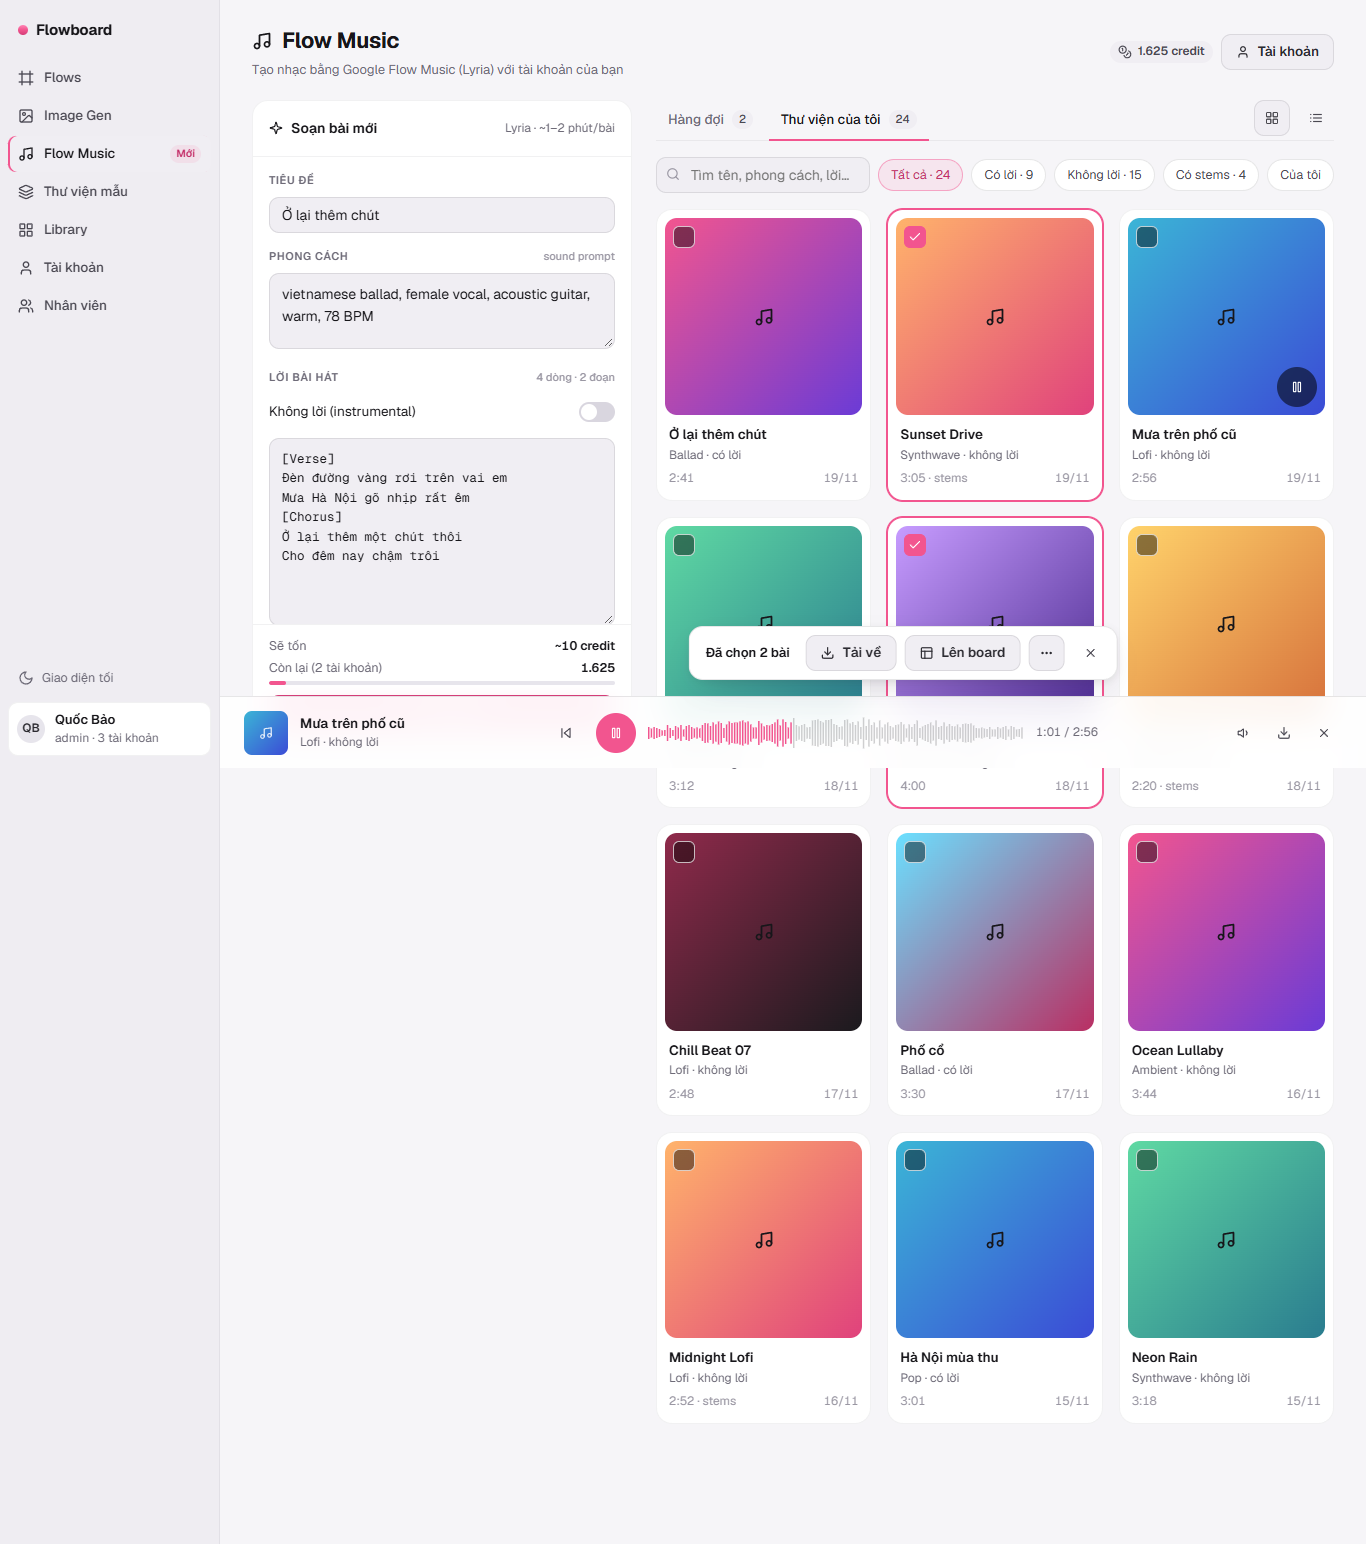 Flowboard
Flows
Image Gen
Flow Music
Mới
Thư viện mẫu
Library
Tài khoản
Nhân viên
Giao diện tối
QB
Quốc Bảo
admin · 3 tài khoản
Flow Music
Tạo nhạc bằng Google Flow Music (Lyria) với tài khoản của bạn
1.625 credit
Tài khoản
Soạn bài mới
Lyria · ~1–2 phút/bài
TIÊU ĐỀ
Ở lại thêm chút
PHONG CÁCH
sound prompt
vietnamese ballad, female vocal, acoustic guitar,
warm, 78 BPM
LỜI BÀI HÁT
4 dòng · 2 đoạn
Không lời (instrumental)
[Verse]
Đèn đường vàng rơi trên vai em
Mưa Hà Nội gõ nhịp rất êm
[Chorus]
Ở lại thêm một chút thôi
Cho đêm nay chậm trôi
Sẽ tốn
~10 credit
Còn lại (2 tài khoản)
1.625
Hàng đợi 2
Thư viện của tôi 24
Tìm tên, phong cách, lời…
Tất cả · 24
Có lời · 9
Không lời · 15
Có stems · 4
Của tôi
Ở lại thêm chút
Ballad · có lời
2:41
19/11
Sunset Drive
Synthwave · không lời
3:05 · stems
19/11
Mưa trên phố cũ
Lofi · không lời
2:56
19/11
Đã chọn 2 bài
Tải về
Lên board
Mưa trên phố cũ
Lofi · không lời
1:01 / 2:56
3:12
18/11
4:00
18/11
2:20 · stems
18/11
Chill Beat 07
Lofi · không lời
2:48
17/11
Phố cổ
Ballad · có lời
3:30
17/11
Ocean Lullaby
Ambient · không lời
3:44
16/11
Midnight Lofi
Lofi · không lời
2:52 · stems
16/11
Hà Nội mùa thu
Pop · có lời
3:01
15/11
Neon Rain
Synthwave · không lời
3:18
15/11